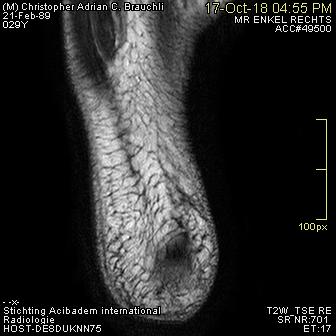 (M) Christopher Adrian C. Brauchli
21-Feb-89
029Y
17-Oct-18 04:55 PM
MR ENKEL RECHTS
ACC#49500
100px
-->‹-
Stichting Acibadem international
Radiologie
HOST-DE8DUKNN75
T2W_TSE RE
SR NR:701
ET:17